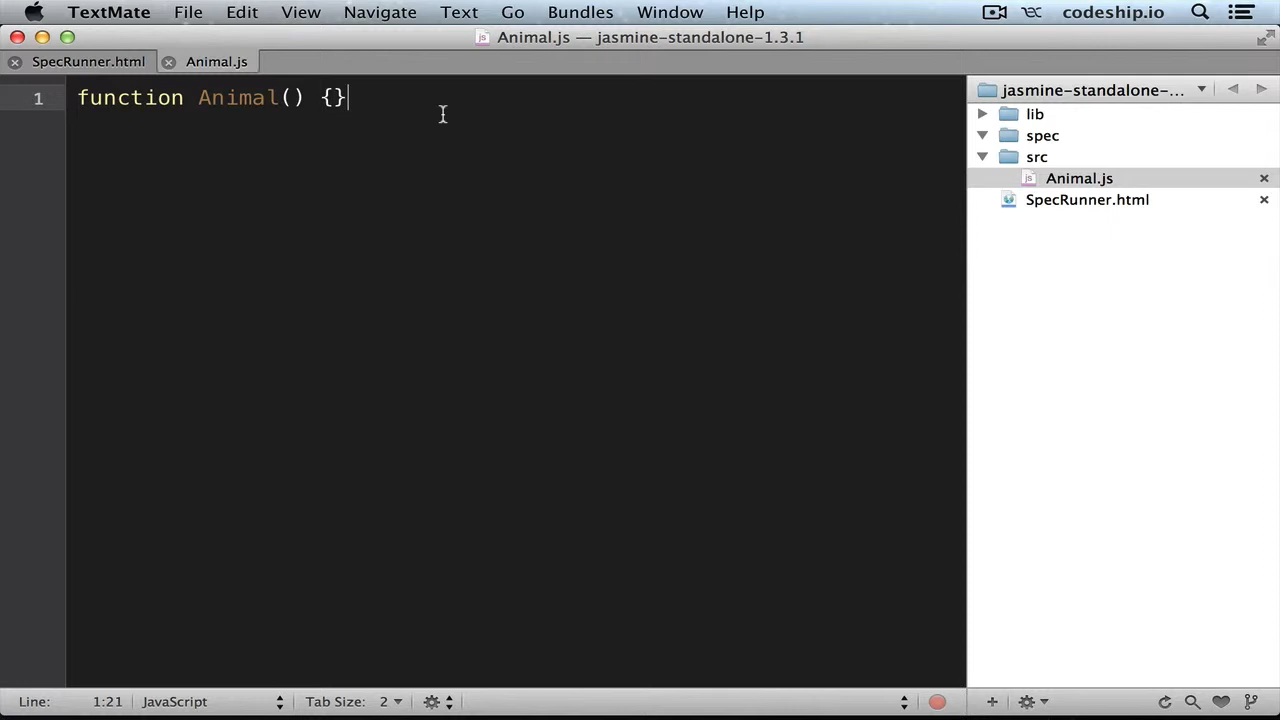 TextMate File Edit View Navigate Text Go Bundles Window Help codeship.io
Animal.js — jasmine-standalone-1.3.1
SpecRunner.html Animal.js
1 function Animal() {}
jasmine-standalone-...
lib
spec
src
Animal.js
SpecRunner.html
Line: 1:21 JavaScript Tab Size: 2